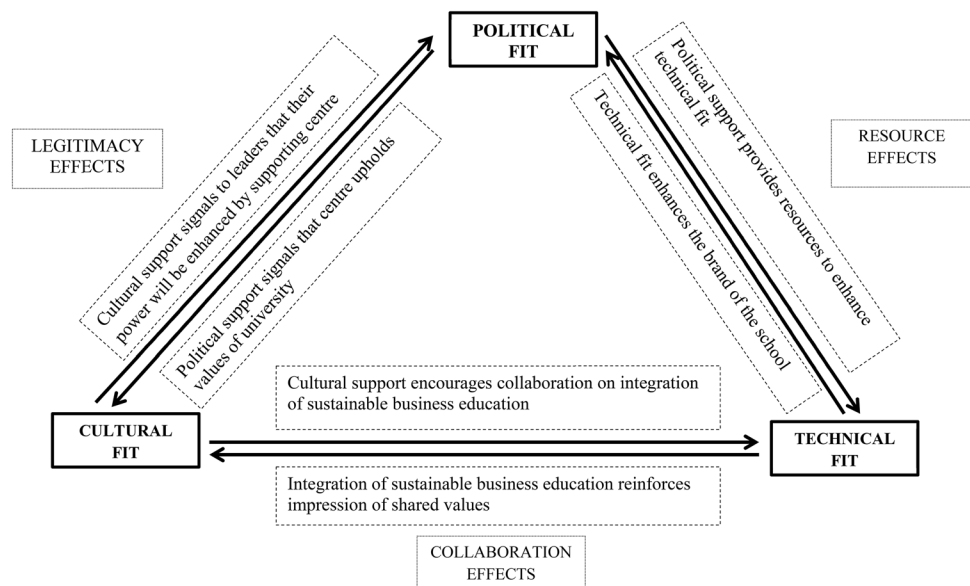 POLITICAL
FIT
LEGITIMACY
EFFECTS
Cultural support signals to leaders that their
power will be enhanced by supporting centre
Political support signals that centre upholds
values of university
Political support provides resources to enhance
technical fit
Technical fit enhances the brand of the school
RESOURCE
EFFECTS
Cultural support encourages collaboration on integration
of sustainable business education
CULTURAL
FIT
TECHNICAL
FIT
Integration of sustainable business education reinforces
impression of shared values
COLLABORATION
EFFECTS